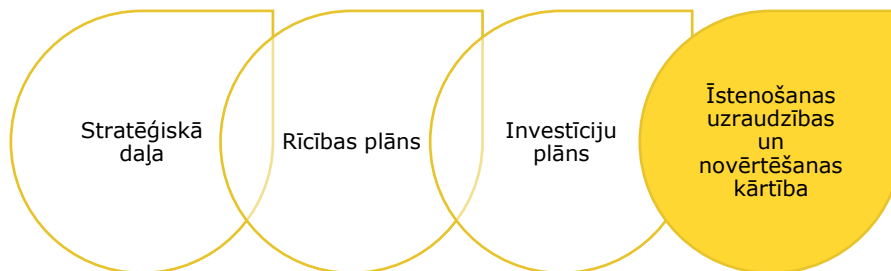 Stratēģiskā
daļa
Rīcības plāns
Investīciju
plāns
Īstenošanas
uzraudzības
un
novērtēšanas
kārtība